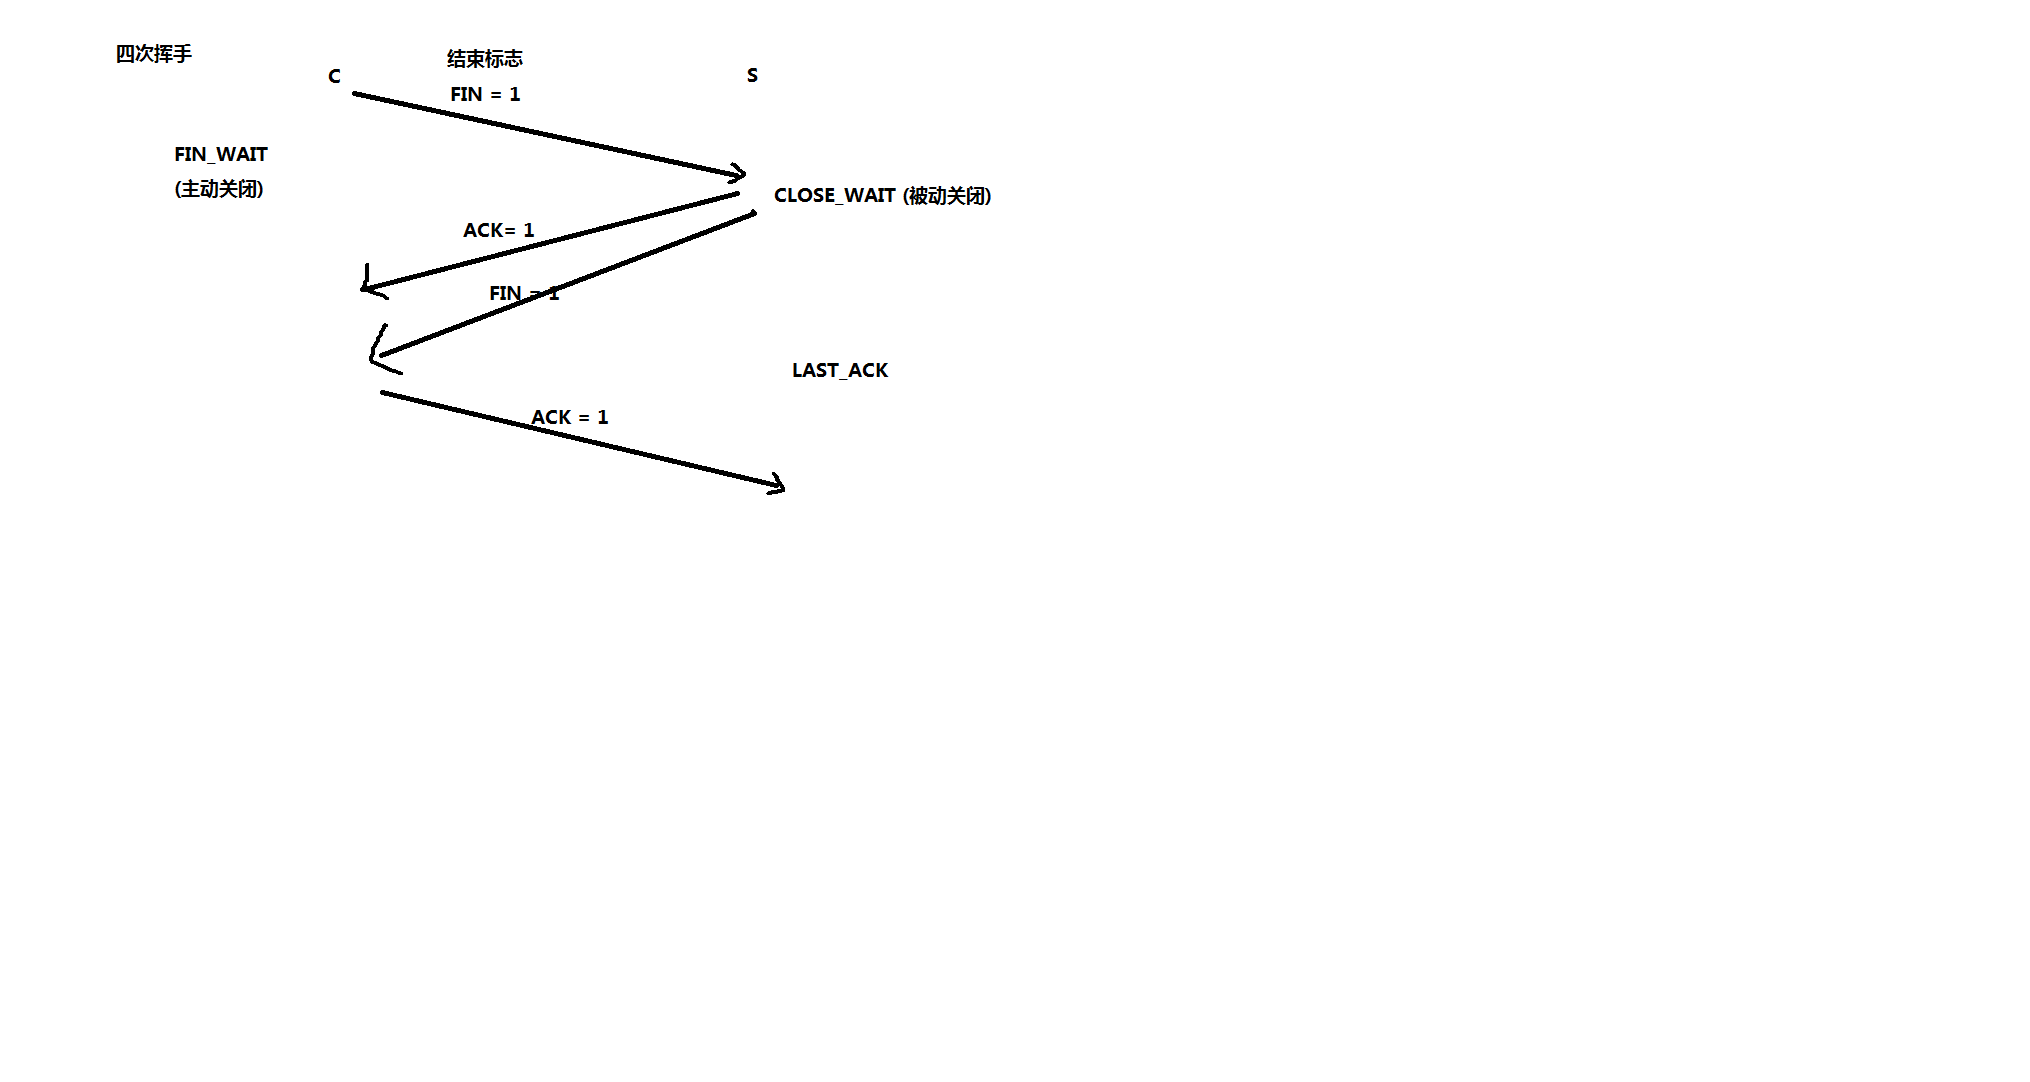 四次挥手
结束标志
C
S
FIN = 1
FIN_WAIT
(主动关闭)
CLOSE_WAIT (被动关闭)
ACK= 1
FIN = 1
LAST_ACK
ACK = 1